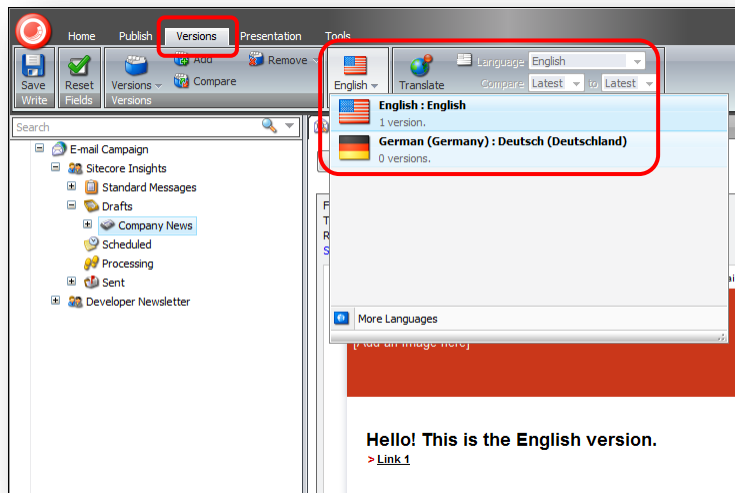 Home Publish Versions Presentation Tools
Save
Write
Reset
Fields
Versions
Add
Compare
Remove
Versions
English
Translate
Language English
Compare Latest to Latest
English : English
1 version.
German (Germany) : Deutsch (Deutschland)
0 versions.
More Languages
Search
E-mail Campaign
Sitecore Insights
Standard Messages
Drafts
Company News
Scheduled
Processing
Sent
Developer Newsletter
[Add an image here]
Hello! This is the English version.
> Link 1